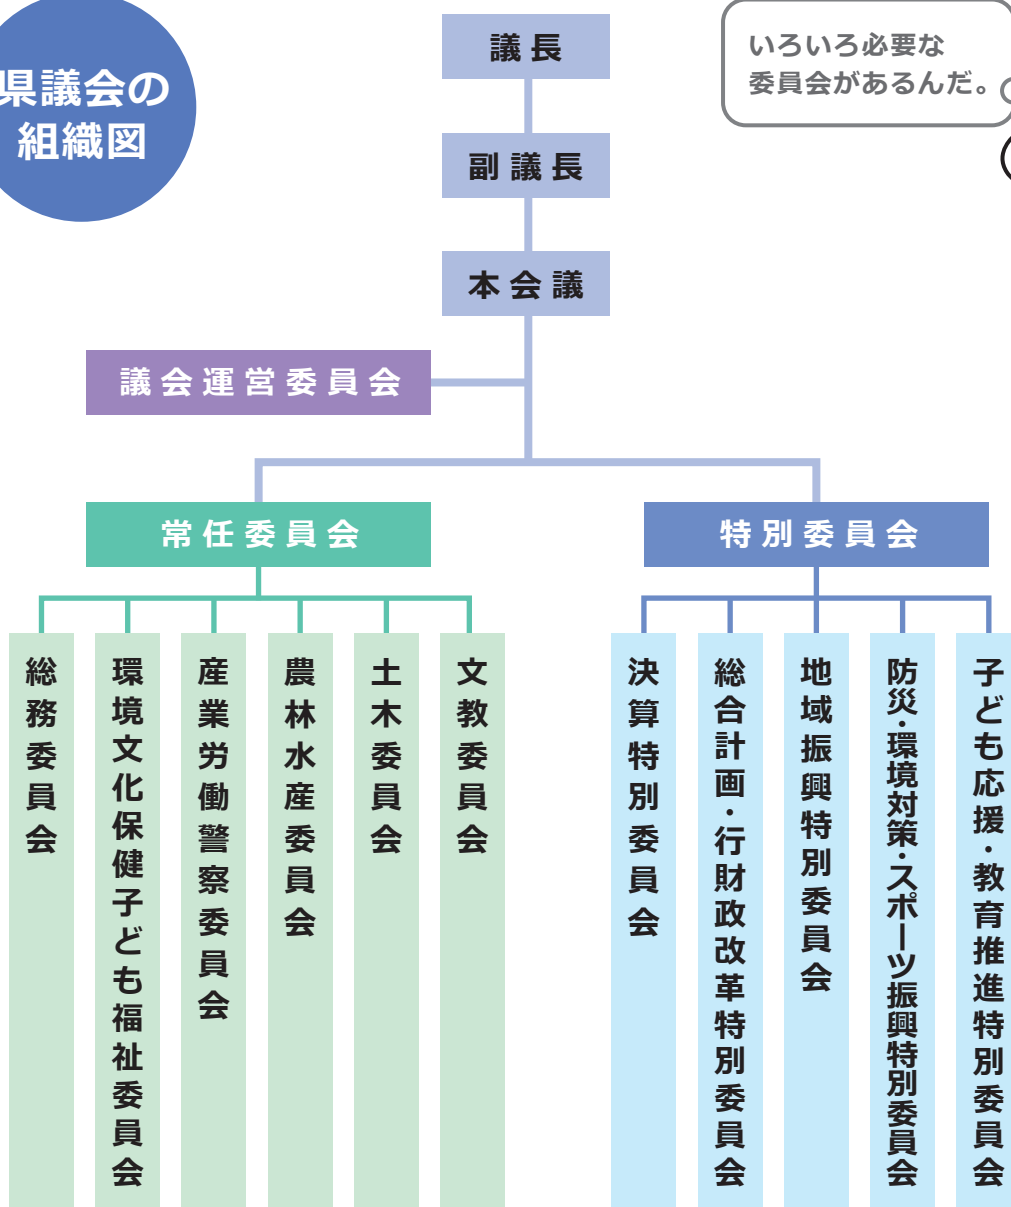 県議会の
組織図
議長
いろいろ必要な
委員会があるんだ。
副議長
本会議
議会運営委員会
常任委員会
特別委員会
総務委員会
環境文化保健子ども福祉委員会
産業労働警察委員会
農林水産委員会
土木委員会
文教委員会
決算特別委員会
総合計画・行財政改革特別委員会
地域振興特別委員会
防災・環境対策・スポーツ振興特別委員会
子ども応援・教育推進特別委員会